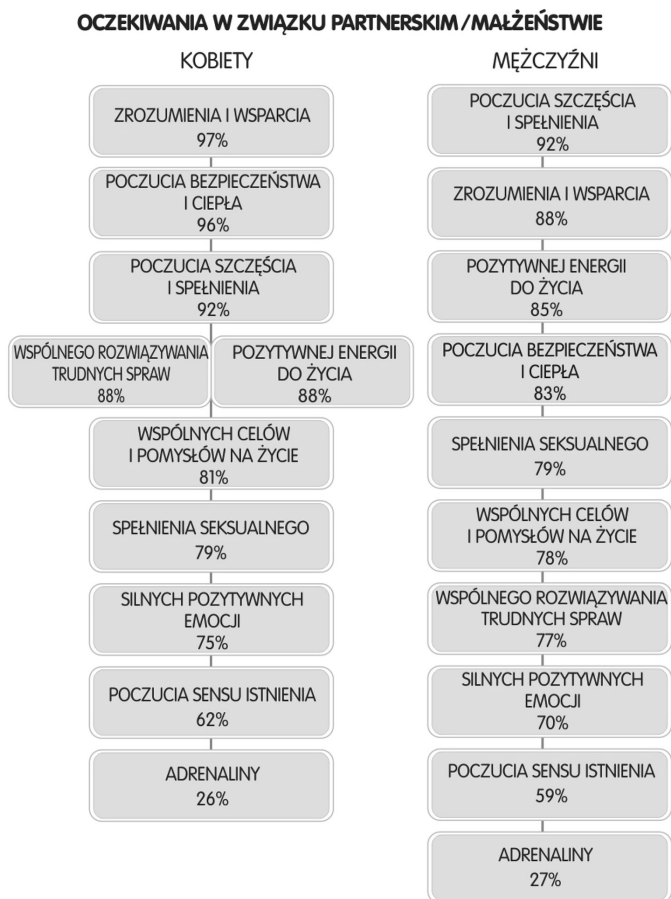 OCZEKIWANIA W ZWIĄZKU PARTNERSKIM/MAŁŻEŃSTWIE
KOBIETY
ZROZUMIENIA I WSPARCIA
97%
POCZUCIA BEZPIECZEŃSTWA
I CIEPŁA
96%
POCZUCIA SZCZĘŚCIA
I SPEŁNIENIA
92%
WSPÓLNEGO ROZWIĄZYWANIA
TRUDNYCH SPRAW
88%
POZYTYWNEJ ENERGII
DO ŻYCIA
88%
WSPÓLNYCH CELÓW
I POMYSŁÓW NA ŻYCIE
81%
SPEŁNIENIA SEKSUALNEGO
79%
SILNYCH POZYTYWNYCH
EMOCJI
75%
POCZUCIA SENSU ISTNIENIA
62%
ADRENALINY
26%
MĘŻCZYŹNI
POCZUCIA SZCZĘŚCIA
I SPEŁNIENIA
92%
ZROZUMIENIA I WSPARCIA
88%
POZYTYWNEJ ENERGII
DO ŻYCIA
85%
POCZUCIA BEZPIECZEŃSTWA
I CIEPŁA
83%
SPEŁNIENIA SEKSUALNEGO
79%
WSPÓLNYCH CELÓW
I POMYSŁÓW NA ŻYCIE
78%
WSPÓLNEGO ROZWIĄZYWANIA
TRUDNYCH SPRAW
77%
SILNYCH POZYTYWNYCH
EMOCJI
70%
POCZUCIA SENSU ISTNIENIA
59%
ADRENALINY
27%